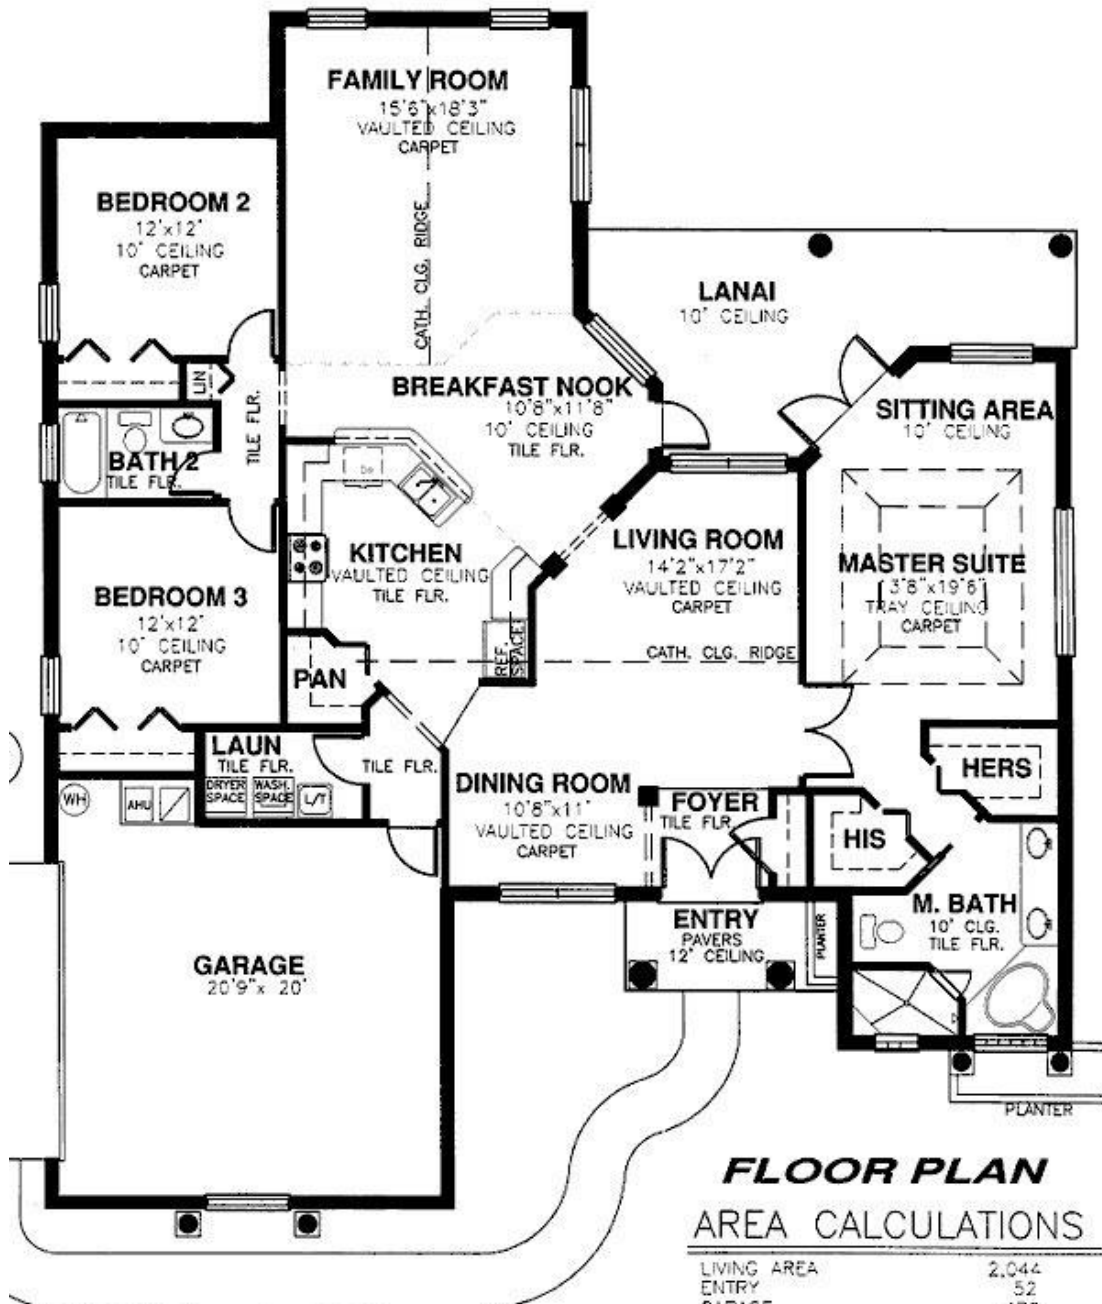 FAMILY ROOM
15'6"x18'3"
VAULTED CEILING
CARPET
CATH. CLG. RIDGE
BEDROOM 2
12'x12'
10' CEILING
CARPET
LANAI
10' CEILING
LIN
TILE FLR.
BREAKFAST NOOK
10'8"x11'8"
10' CEILING
TILE FLR.
SITTING AREA
10' CEILING
BATH 2
TILE FLR.
KITCHEN
VAULTED CEILING
TILE FLR.
LIVING ROOM
14'2"x17'2"
VAULTED CEILING
CARPET
CATH. CLG. RIDGE
MASTER SUITE
13'8"x19'6"
TRAY CEILING
CARPET
BEDROOM 3
12'x12'
10' CEILING
CARPET
REF.
SPACE
PAN
LAUN
TILE FLR.
DRYER
SPACE
WASH.
SPACE
L/T
TILE FLR.
WH
AHU
DINING ROOM
10'8"x11'
VAULTED CEILING
CARPET
FOYER
TILE FLR
HERS
HIS
M. BATH
10' CLG.
TILE FLR.
ENTRY
PAVERS
12' CEILING
PLANTER
GARAGE
20'9"x 20'
PLANTER
FLOOR PLAN
AREA CALCULATIONS
LIVING AREA 2,044
ENTRY 52